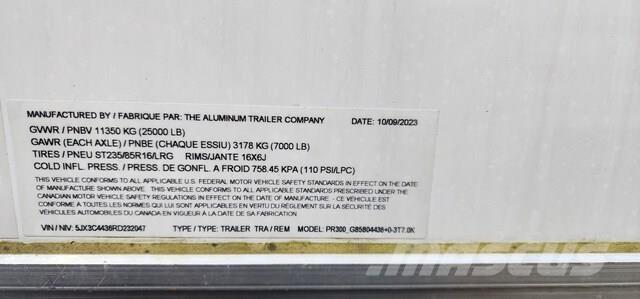 MANUFACTURED BY / FABRIQUE PAR: THE ALUMINUM TRAILER COMPANY DATE: 10/09/2023
GVWR / PNBV 11350 KG (25000 LB)
GAWR (EACH AXLE) / PNBE (CHAQUE ESSIU) 3178 KG (7000 LB)
TIRES / PNEU ST235/85R16/LRG RIMS/JANTE 16X6J
COLD INFL. PRESS. / PRESS. DE GONFL. A FROID 758.45 KPA (110 PSI/LPC)
THIS VEHICLE CONFORMS TO ALL APPLICABLE U.S. FEDERAL MOTOR VEHICLE SAFETY STANDARDS IN EFFECT ON THE DATE
OF MANUFACTURE SHOWN ABOVE. THIS VEHICLE CONFORMS TO ALL APPLICABLE STANDARDS PRESCRIBED UNDER THE
CANADIAN MOTOR VEHICLE SAFETY REGULATIONS IN EFFECT ON THE DATE OF MANUFACTURE / CE VEHICULE EST
CONFORME A TOUTES LES NORMES QUI LUI SONT APPLICABLES EN VERTU DU REGLEMENT SUR LA SÉCURITÉ DES
VÉHICULES AUTOMOBILES DU CANADA EN VIGUEUR A LA DATE DE SA FABRICATION
VIN / NIV: 5JX3C4436RD232047 TYPE / TYPE: TRAILER TRA / REM MODEL: PR300_G85804438+0-3T7.0K
MASCUS